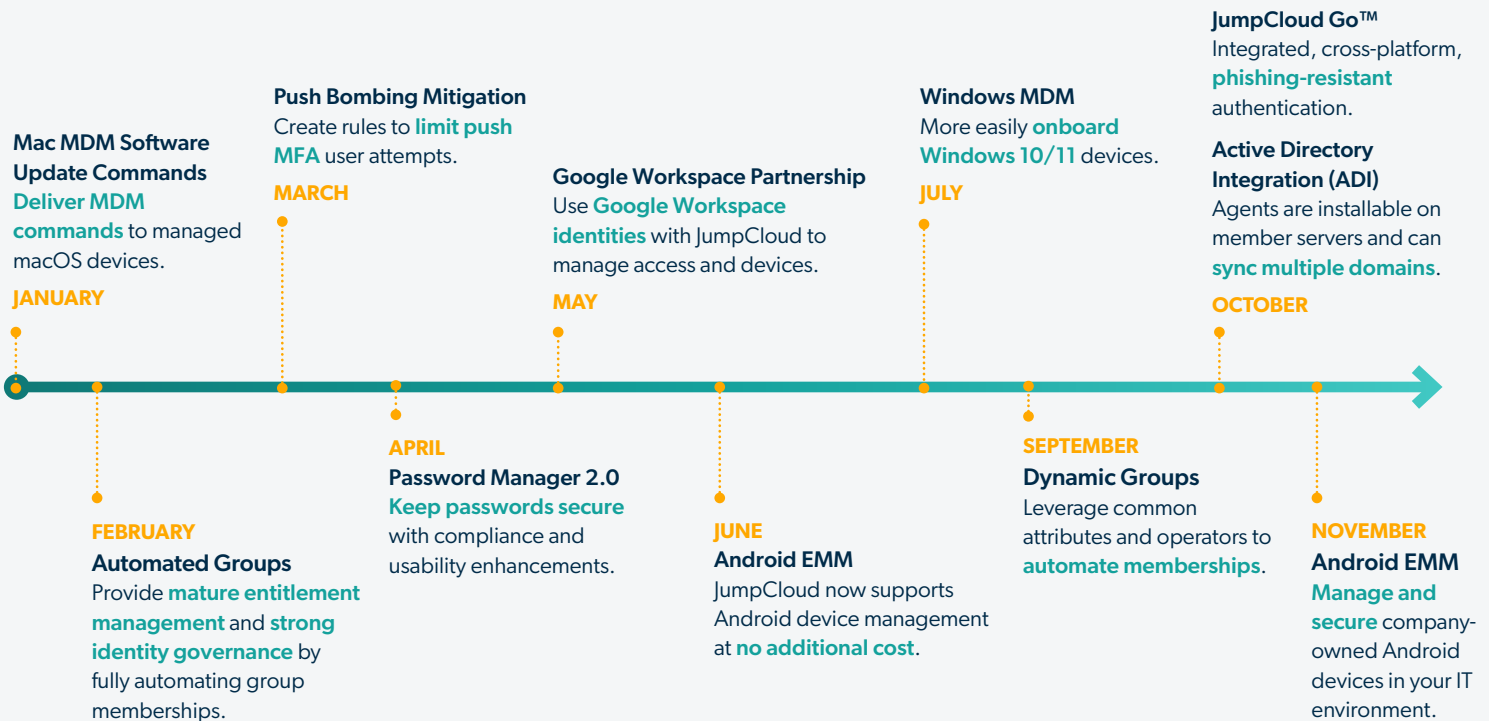 Mac MDM Software
Update Commands
Deliver MDM
commands to managed
macOS devices.
JANUARY
FEBRUARY
Automated Groups
Provide mature entitlement
management and strong
identity governance by
fully automating group
memberships.
Push Bombing Mitigation
Create rules to limit push
MFA user attempts.
MARCH
APRIL
Password Manager 2.0
Keep passwords secure
with compliance and
usability enhancements.
Google Workspace Partnership
Use Google Workspace
identities with JumpCloud to
manage access and devices.
MAY
JUNE
Android EMM
JumpCloud now supports
Android device management
at no additional cost.
Windows MDM
More easily onboard
Windows 10/11 devices.
JULY
SEPTEMBER
Dynamic Groups
Leverage common
attributes and operators to
automate memberships.
JumpCloud Go™
Integrated, cross-platform,
phishing-resistant
authentication.
Active Directory
Integration (ADI)
Agents are installable on
member servers and can
sync multiple domains.
OCTOBER
NOVEMBER
Android EMM
Manage and
secure company-
owned Android
devices in your IT
environment.